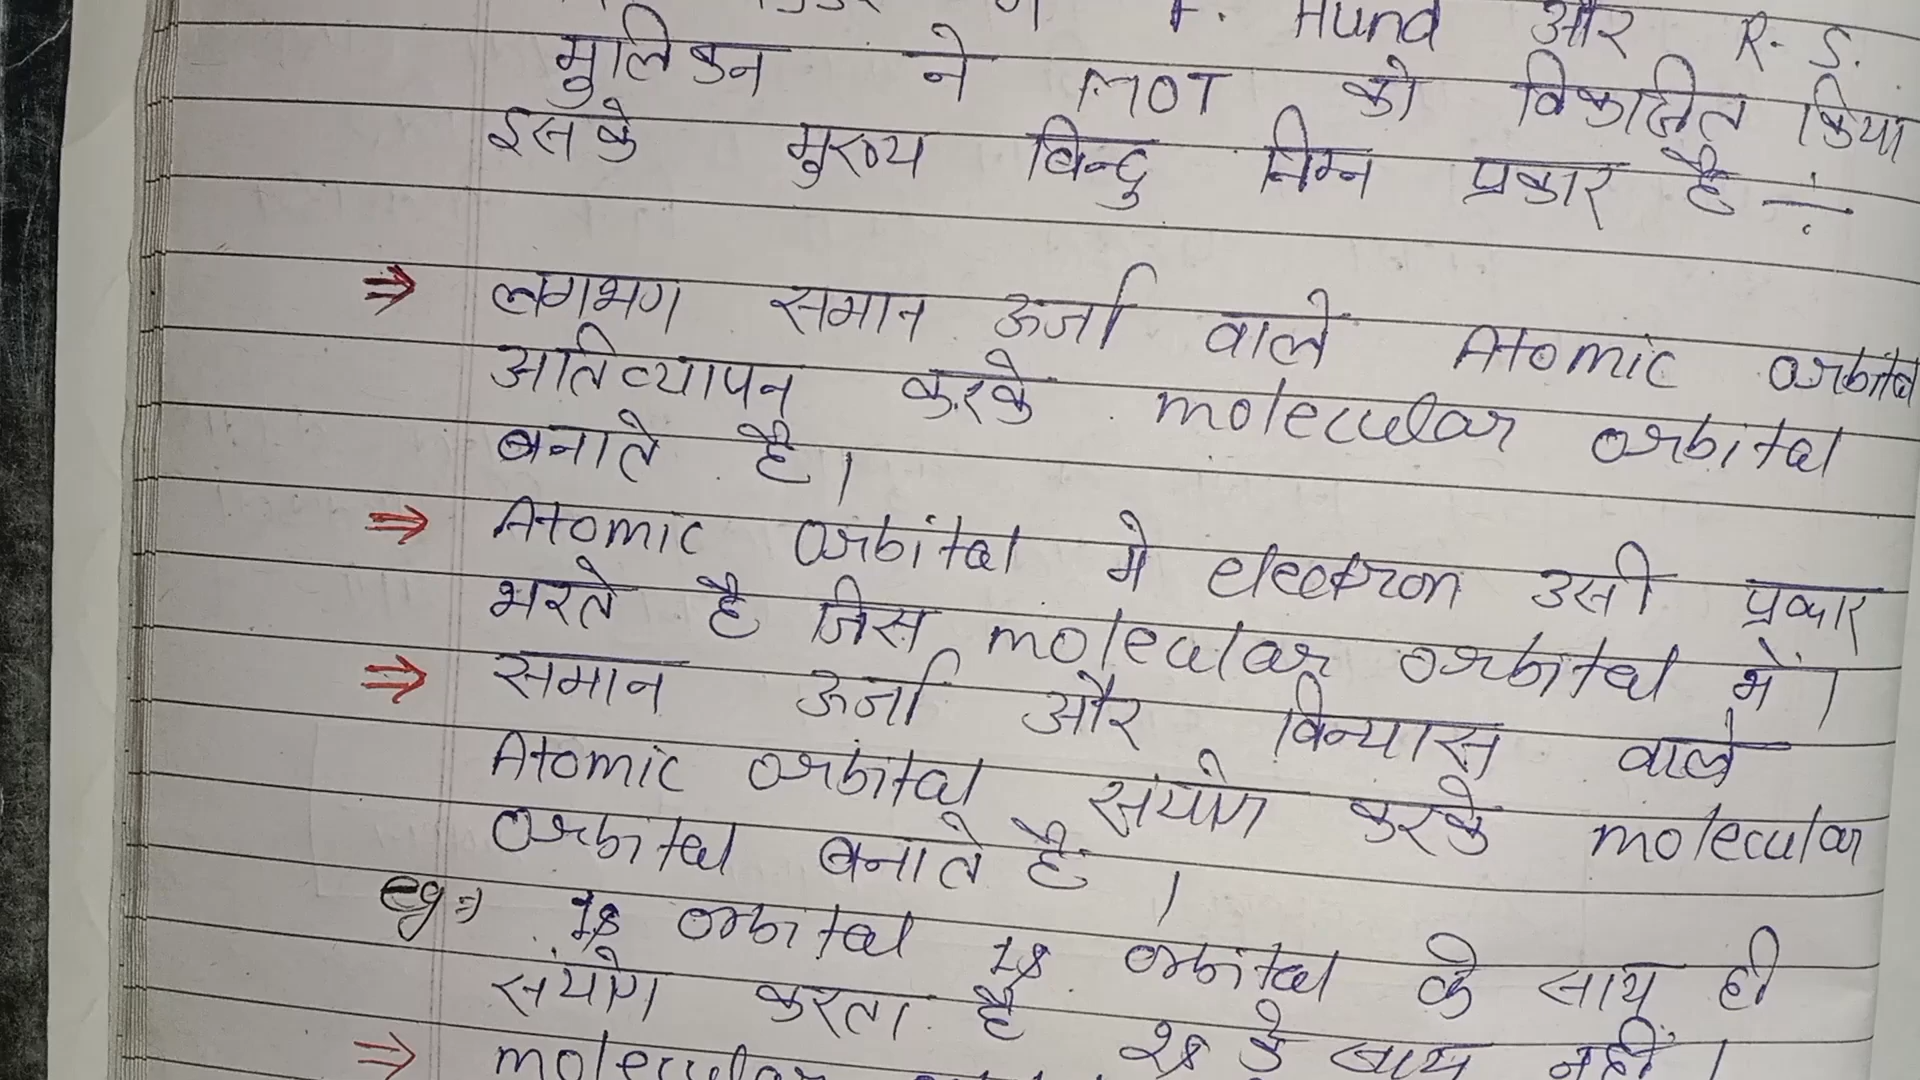 F. Hund और R. S.
मुलिकन ने MOT को विकसित किया
इसके मुख्य बिन्दु निम्न प्रकार है -
⇒ लगभग समान ऊर्जा वाले Atomic orbital
अतिव्यापन करके molecular orbital
बनाते है।
⇒ Atomic orbital मे electron उसी प्रकार
भरते है जिस molecular orbital में।
⇒ समान ऊर्जा और विन्यास वाले
Atomic orbital संयोग करके molecular
orbital बनाते है।
eg⇒ 1s orbital 1s orbital के साथ ही
संयोग करता है 2s के साथ नहीं।
⇒ molecular